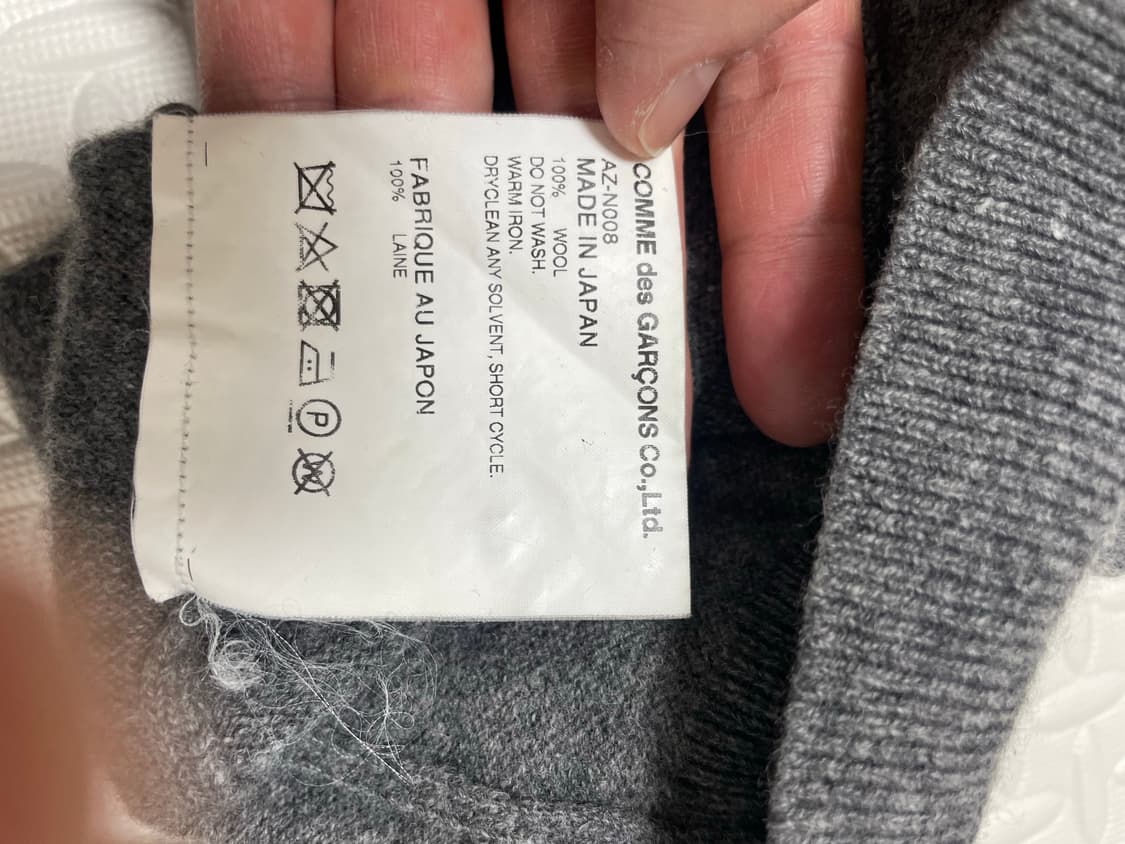 COMME des GARÇONS Co.,Ltd.
AZ-N008
MADE IN JAPAN
100% WOOL
DO NOT WASH.
WARM IRON.
DRYCLEAN ANY SOLVENT, SHORT CYCLE.
FABRIQUE AU JAPON
100% LAINE
P
W